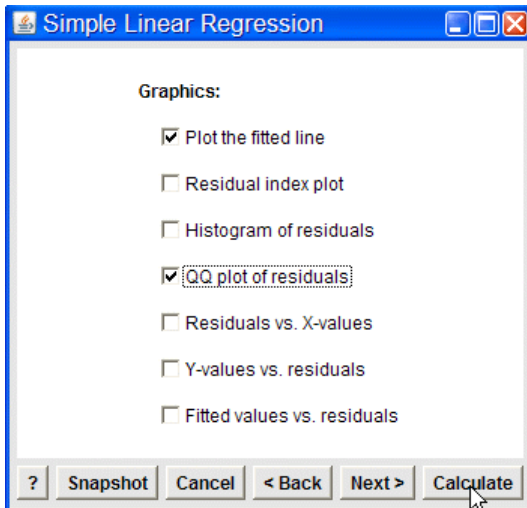 Simple Linear Regression
Graphics:
Plot the fitted line
Residual index plot
Histogram of residuals
QQ plot of residuals
Residuals vs. X-values
Y-values vs. residuals
Fitted values vs. residuals
? Snapshot Cancel < Back Next > Calculate